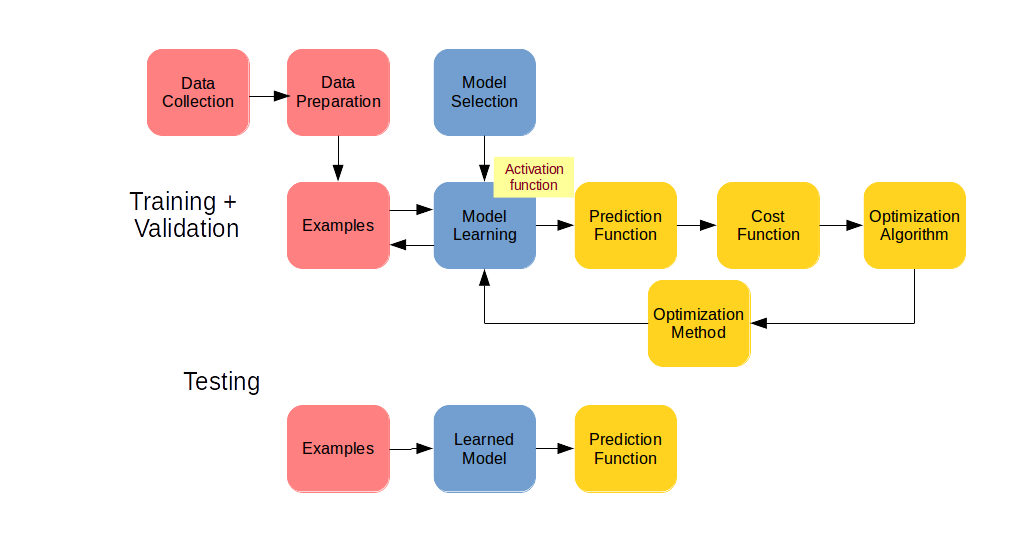 Data
Collection
Data
Preparation
Model
Selection
Activation
function
Training +
Validation
Examples
Model
Learning
Prediction
Function
Cost
Function
Optimization
Algorithm
Optimization
Method
Testing
Examples
Learned
Model
Prediction
Function